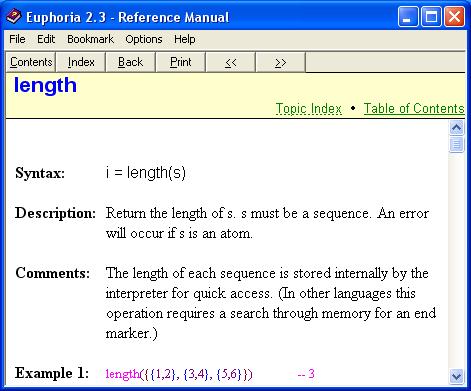 Euphoria 2.3 - Reference Manual
File Edit Bookmark Options Help
Contents Index Back Print << >>
length
Topic Index • Table of Contents
Syntax: i = length(s)
Description: Return the length of s. s must be a sequence. An error
will occur if s is an atom.
Comments: The length of each sequence is stored internally by the
interpreter for quick access. (In other languages this
operation requires a search through memory for an end
marker.)
Example 1: length({{1,2}, {3,4}, {5,6}}) -- 3